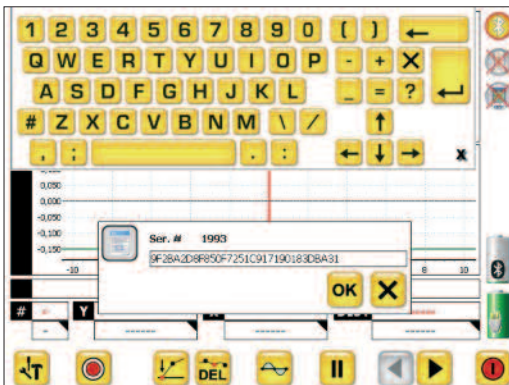 1 2 3 4 5 6 7 8 9 0 ( ) ←
Q W E R T Y U I O P - + X
A S D F G H J K L _ = ? ↵
# Z X C V B N M \ / ↑
, ; . : ← ↓ → x
0,050
0,000
-0,050
-0,100
-0,150
-10 8 10
Ser. # 1993
9F2BA2D8F850F7251C917190183DBA31
OK X
# Y
- ------ ------ ------
T DEL